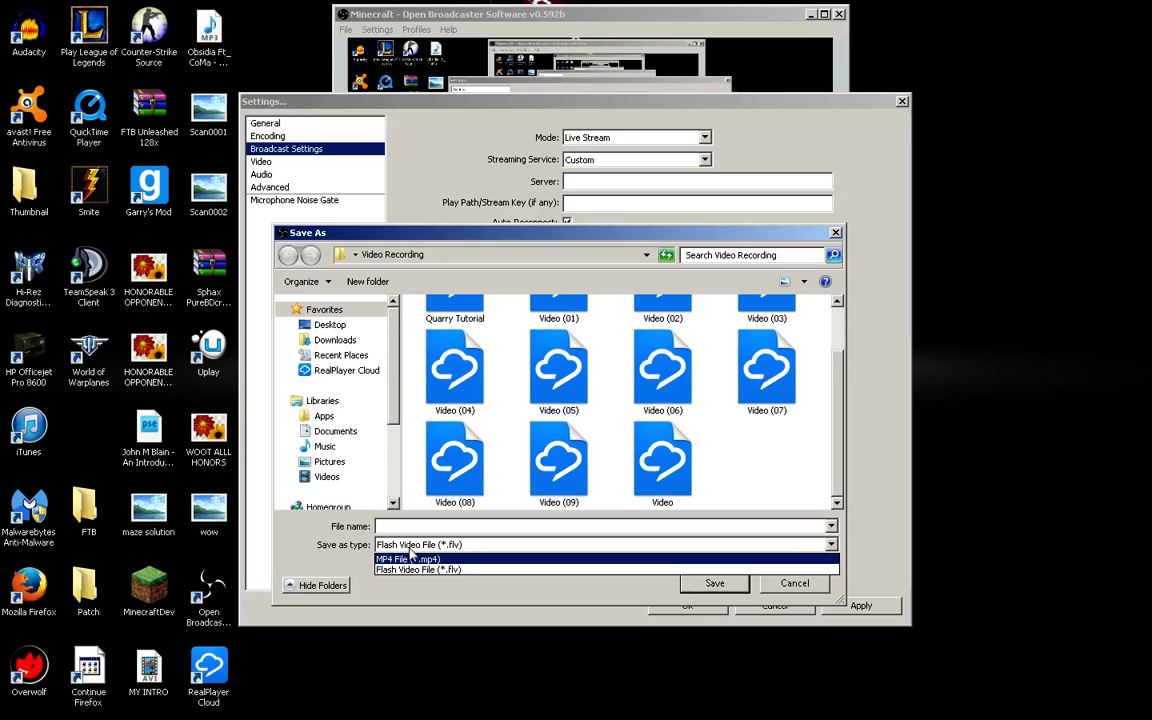 Audacity
Play League of Legends
Counter-Strike Source
Obsidia Ft_ CoMa - ...
avast! Free Antivirus
QuickTime Player
FTB Unleashed 128x
Scan0001
Thumbnail
Smite
Garry's Mod
Scan0002
Hi-Rez Diagnosti...
TeamSpeak 3 Client
HONORABLE OPPONEN...
Sphax PureBDcr...
HP Officejet Pro 8600
World of Warplanes
HONORABLE OPPONEN...
Uplay
iTunes
John M Blain - An Introdu...
WOOT ALLL HONORS
Malwarebytes Anti-Malware
FTB
maze solution
wow
Mozilla Firefox
Patch
MinecraftDev
Open Broadcas...
Overwolf
Continue Firefox
MY INTRO
RealPlayer Cloud
Minecraft - Open Broadcaster Software v0.592b
File Settings Profiles Help
Settings...
General
Encoding
Broadcast Settings
Video
Audio
Advanced
Microphone Noise Gate
Mode: Live Stream
Streaming Service: Custom
Server:
Play Path/Stream Key (if any):
Auto-Reconnect:
Save As
Video Recording
Search Video Recording
Organize New folder
Favorites
Desktop
Downloads
Recent Places
RealPlayer Cloud
Libraries
Apps
Documents
Music
Pictures
Videos
Homegroup
Quarry Tutorial Video (01) Video (02) Video (03)
Video (04) Video (05) Video (06) Video (07)
Video (08) Video (09) Video
File name:
Save as type: Flash Video File (*.flv)
MP4 File (*.mp4)
Flash Video File (*.flv)
Hide Folders Save Cancel
OK Cancel Apply